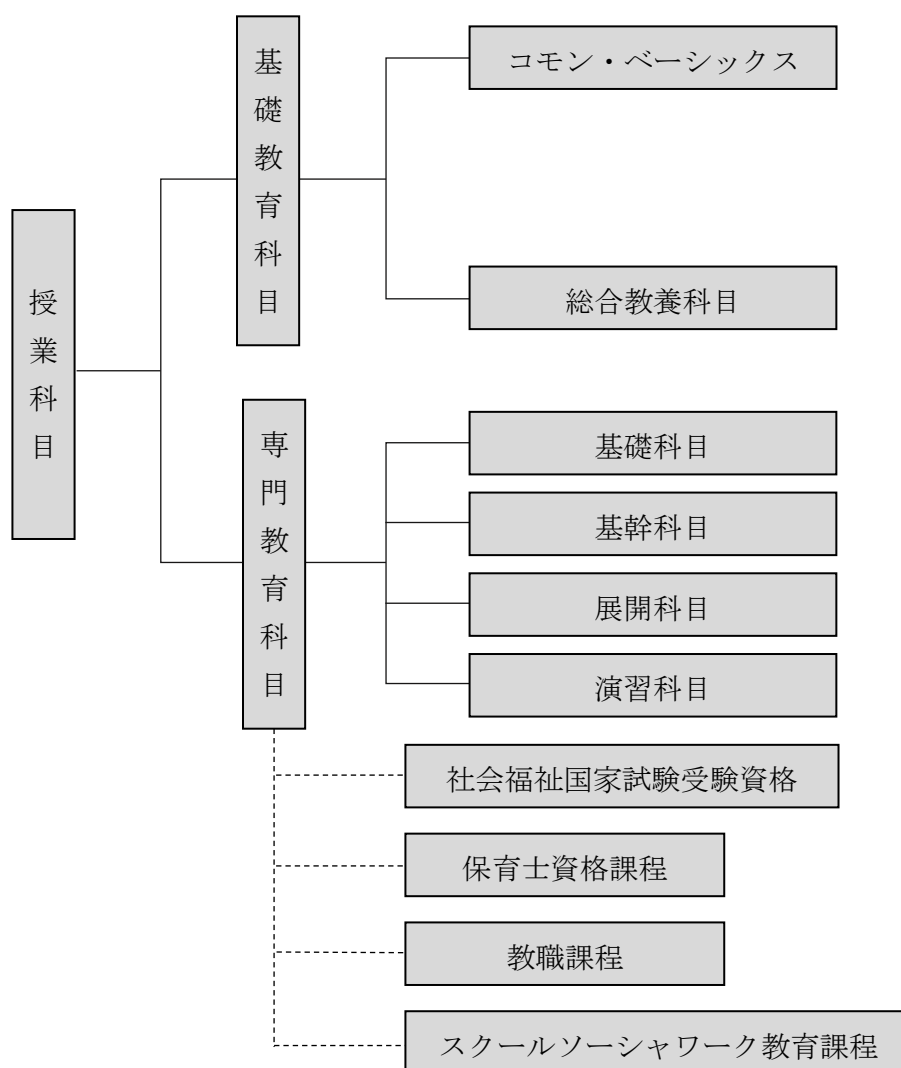 授業科目
基礎教育科目
コモン・ベーシックス
総合教養科目
専門教育科目
基礎科目
基幹科目
展開科目
演習科目
社会福祉国家試験受験資格
保育士資格課程
教職課程
スクールソーシャワーク教育課程